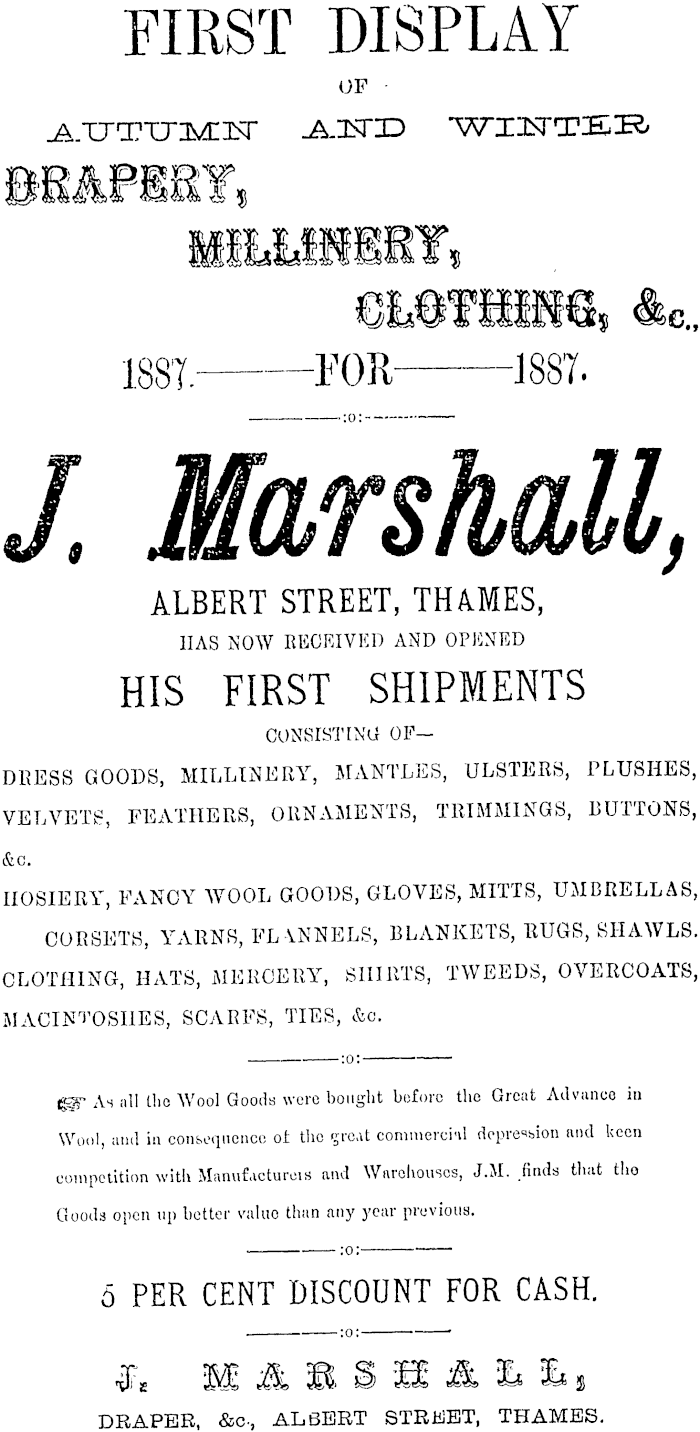 FIRST DISPLAY
OF
AUTUMN AND WINTER
DRAPERY,
MILLINERY,
CLOTHING, &c.,
1887.———FOR———1887.
———:o:———
J. Marshall,
ALBERT STREET, THAMES,
HAS NOW RECEIVED AND OPENED
HIS FIRST SHIPMENTS
CONSISTING OF—
DRESS GOODS, MILLINERY, MANTLES, ULSTERS, PLUSHES,
VELVETS, FEATHERS, ORNAMENTS, TRIMMINGS, BUTTONS,
&c.
HOSIERY, FANCY WOOL GOODS, GLOVES, MITTS, UMBRELLAS,
CORSETS, YARNS, FLANNELS, BLANKETS, RUGS, SHAWLS.
CLOTHING, HATS, MERCERY, SHIRTS, TWEEDS, OVERCOATS,
MACINTOSHES, SCARFS, TIES, &c.
———:o:———
☞ As all the Wool Goods were bought before the Great Advance in
Wool, and in consequence of the great commercial depression and keen
competition with Manufacturers and Warehouses, J.M. finds that the
Goods open up better value than any year previous.
———:o:———
5 PER CENT DISCOUNT FOR CASH.
———:o:———
J. MARSHALL,
DRAPER, &c., ALBERT STREET, THAMES.